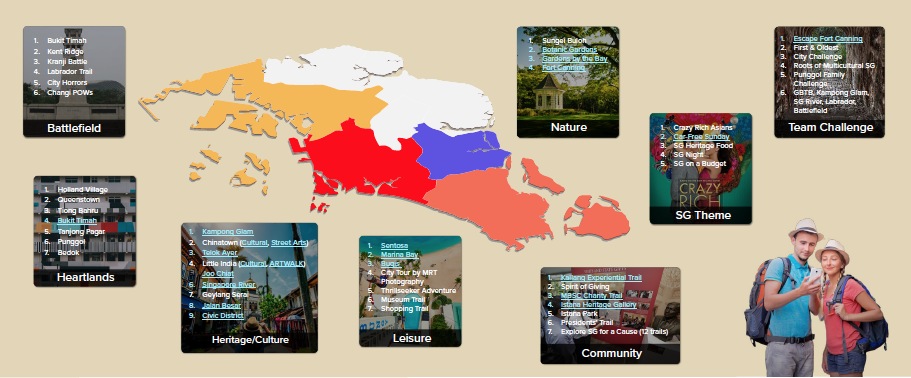 1. Bukit Timah
2. Kent Ridge
3. Kranji Battle
4. Labrador Trail
5. City Horrors
6. Changi POWs
Battlefield
1. Sungei Buloh
2. Botanic Gardens
3. Gardens by the Bay
4. Fort Canning
Nature
1. Escape Fort Canning
2. First & Oldest
3. City Challenge
4. Roots of Multicultural SG
5. Punggol Family
Challenge
6. GBTB, Kampong Glam,
SG River, Labrador,
Battlefield
Team Challenge
1. Crazy Rich Asians
2. Car-Free Sunday
3. SG Heritage Food
4. SG Night
5. SG on a Budget
CRAZY
RICH
SG Theme
1. Holland Village
2. Queenstown
3. Tiong Bahru
4. Bukit Timah
5. Tanjong Pagar
6. Punggol
7. Bedok
Heartlands
1. Kampong Glam
2. Chinatown (Cultural, Street Arts)
3. Telok Ayer
4. Little India (Cultural, ARTWALK)
5. Joo Chiat
6. Singapore River
7. Geylang Serai
8. Jalan Besar
9. Civic District
Heritage/Culture
1. Sentosa
2. Marina Bay
3. Bugis
4. City Tour by MRT
Photography
5. Thrillseeker Adventure
6. Museum Trail
7. Shopping Trail
Leisure
1. Kallang Experiential Trail
2. Spirit of Giving
3. MBSC Charity Trail
4. Istana Heritage Gallery
5. Istana Park
6. Presidents' Trail
7. Explore SG for a Cause (12 trails)
Community